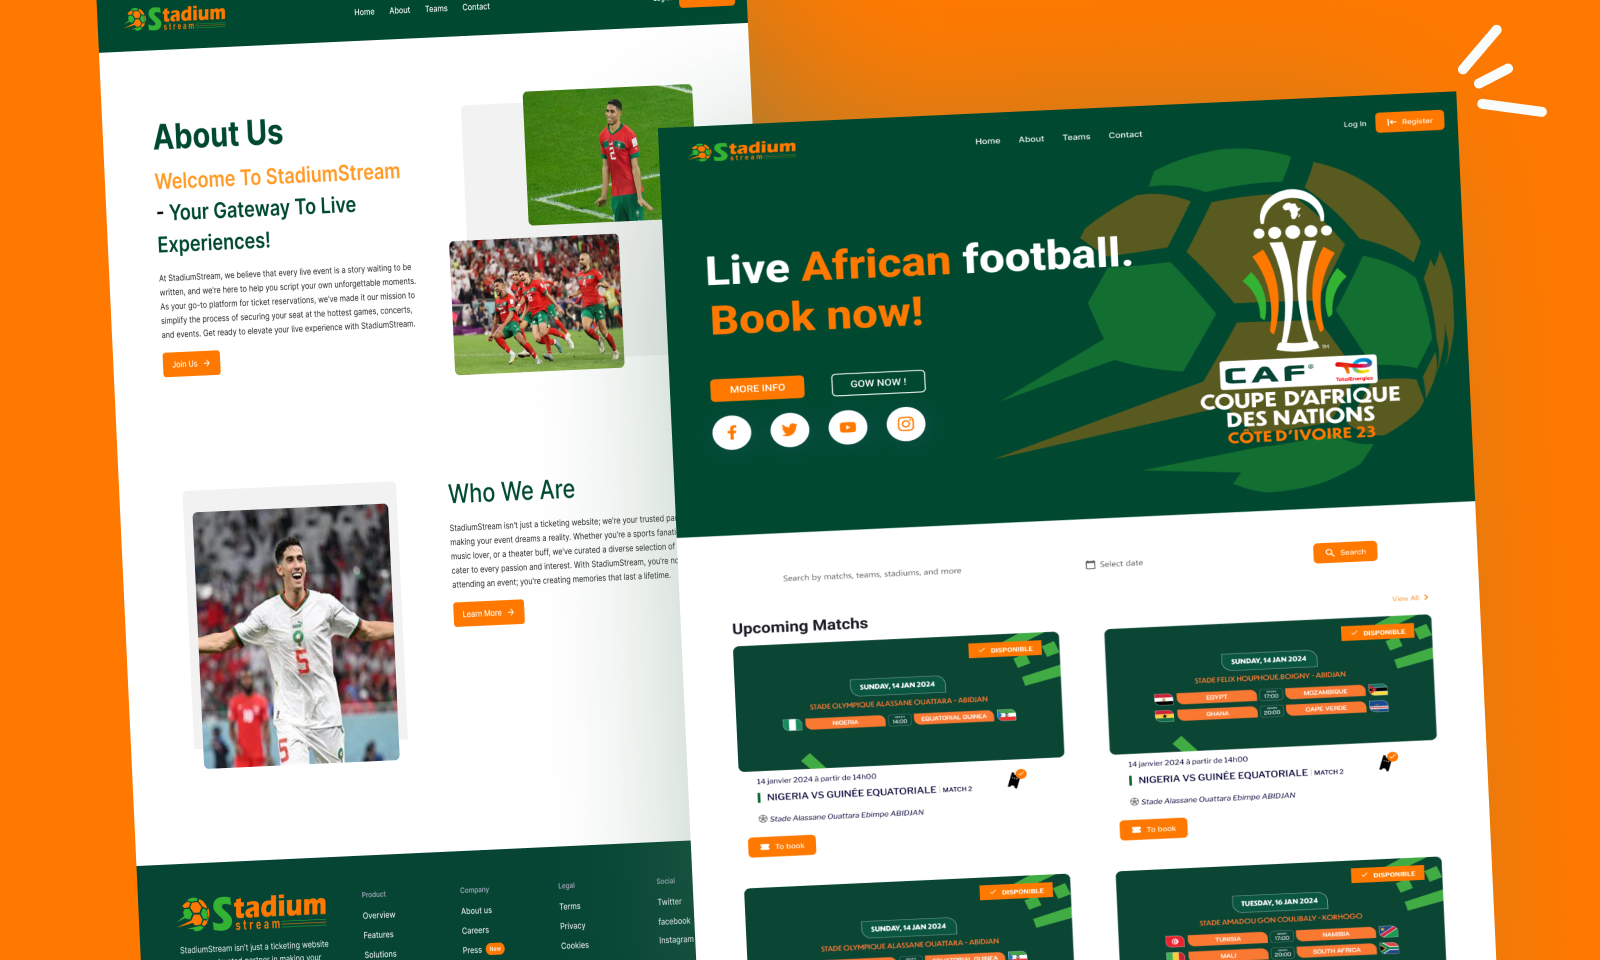 Stadium
stream
Home
About
Teams
Contact
About Us
Welcome To StadiumStream
- Your Gateway To Live
Experiences!
At StadiumStream, we believe that every live event is a story waiting to be
written, and we're here to help you script your own unforgettable moments.
As your go-to platform for ticket reservations, we've made it our mission to
simplify the process of securing your seat at the hottest games, concerts,
and events. Get ready to elevate your live experience with StadiumStream.
Join Us
2
Who We Are
StadiumStream isn't just a ticketing website; we're your trusted
making your event dreams a reality. Whether you're a sports
music lover, or a theater buff, we've curated a diverse selection of
cater to every passion and interest. With StadiumStream, you're
attending an event; you're creating memories that last a lifetime.
Learn More
5
Stadium
stream
StadiumStream isn't just a ticketing website
partner in making your
Product
Overview
Features
Solutions
Company
About us
Careers
Press New
Legal
Terms
Privacy
Cookies
Social
Twitter
facebook
Instagram
Stadium
stream
Home
About
Teams
Contact
Log In
Register
Live African football.
Book now!
MORE INFO
GOW NOW !
CAF
TotalEnergies
TM
COUPE D'AFRIQUE
DES NATIONS
CÔTE D'IVOIRE 23
Search by matchs, teams, stadiums, and more
Select date
Search
View All
Upcoming Matchs
DISPONIBLE
SUNDAY, 14 JAN 2024
STADE OLYMPIQUE ALASSANE OUATTARA - ABIDJAN
NIGERIA
14:00
EQUATORIAL GUINEA
14 janvier 2024 à partir de 14h00
NIGERIA VS GUINÉE EQUATORIALE | MATCH 2
Stade Alassane Ouattara Ebimpe ABIDJAN
To book
DISPONIBLE
SUNDAY, 14 JAN 2024
STADE FELIX HOUPHOUE.BOIGNY - ABIDJAN
EGYPT
17:00
MOZAMBIQUE
GHANA
20:00
CAPE VERDE
14 janvier 2024 à partir de 14h00
NIGERIA VS GUINÉE EQUATORIALE | MATCH 2
Stade Alassane Ouattara Ebimpe ABIDJAN
To book
DISPONIBLE
SUNDAY, 14 JAN 2024
STADE OLYMPIQUE ALASSANE OUATTARA - ABIDJAN
NIGERIA
EQUATORIAL GUINEA
DISPONIBLE
TUESDAY, 16 JAN 2024
STADE AMADOU GON COULIBALY - KORHOGO
TUNISIA
17:00
NAMIBIA
MALI
20:00
SOUTH AFRICA